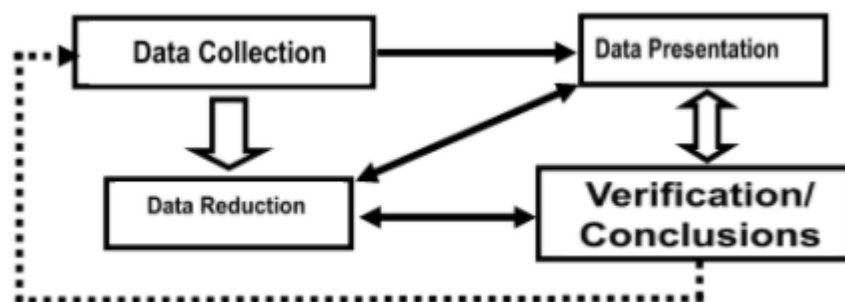 Data Collection
Data Presentation
Data Reduction
Verification/
Conclusions